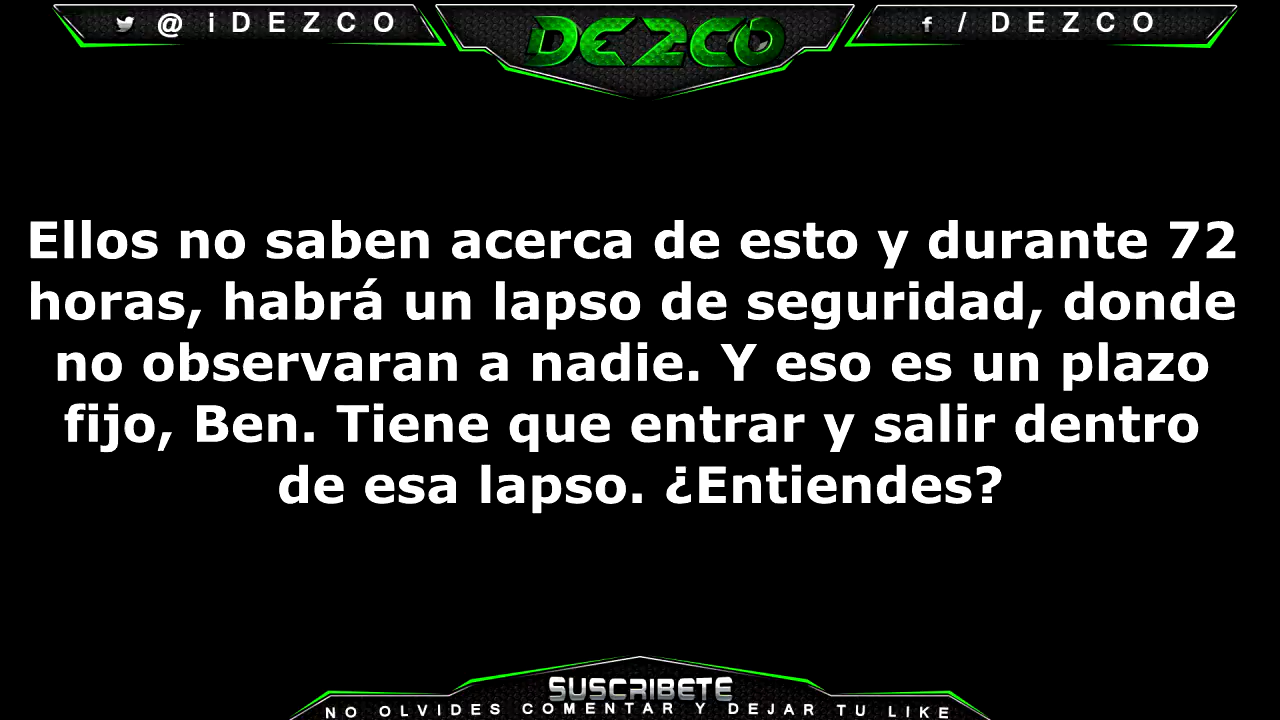 @iDEZCO
DEZCO
/DEZCO
Ellos no saben acerca de esto y durante 72
horas, habrá un lapso de seguridad, donde
no observaran a nadie. Y eso es un plazo
fijo, Ben. Tiene que entrar y salir dentro
de esa lapso. ¿Entiendes?
SUSCRIBETE
NO OLVIDES COMENTAR Y DEJAR TU LIKE